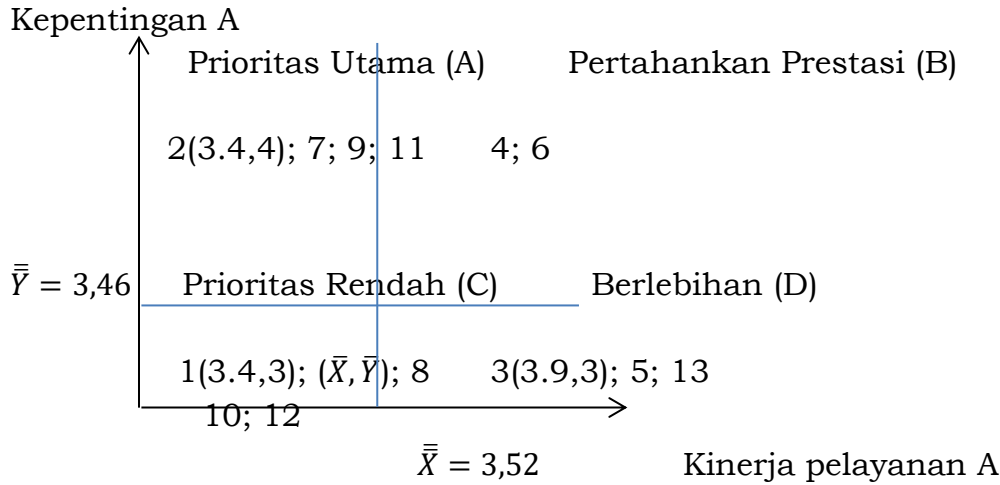 Kepentingan A
Prioritas Utama (A) Pertahankan Prestasi (B)
2(3.4,4); 7; 9; 11 4; 6
Y̿ = 3,46 Prioritas Rendah (C) Berlebihan (D)
1(3.4,3); (X̅, Y̅); 8 3(3.9,3); 5; 13
10; 12
X̿ = 3,52 Kinerja pelayanan A